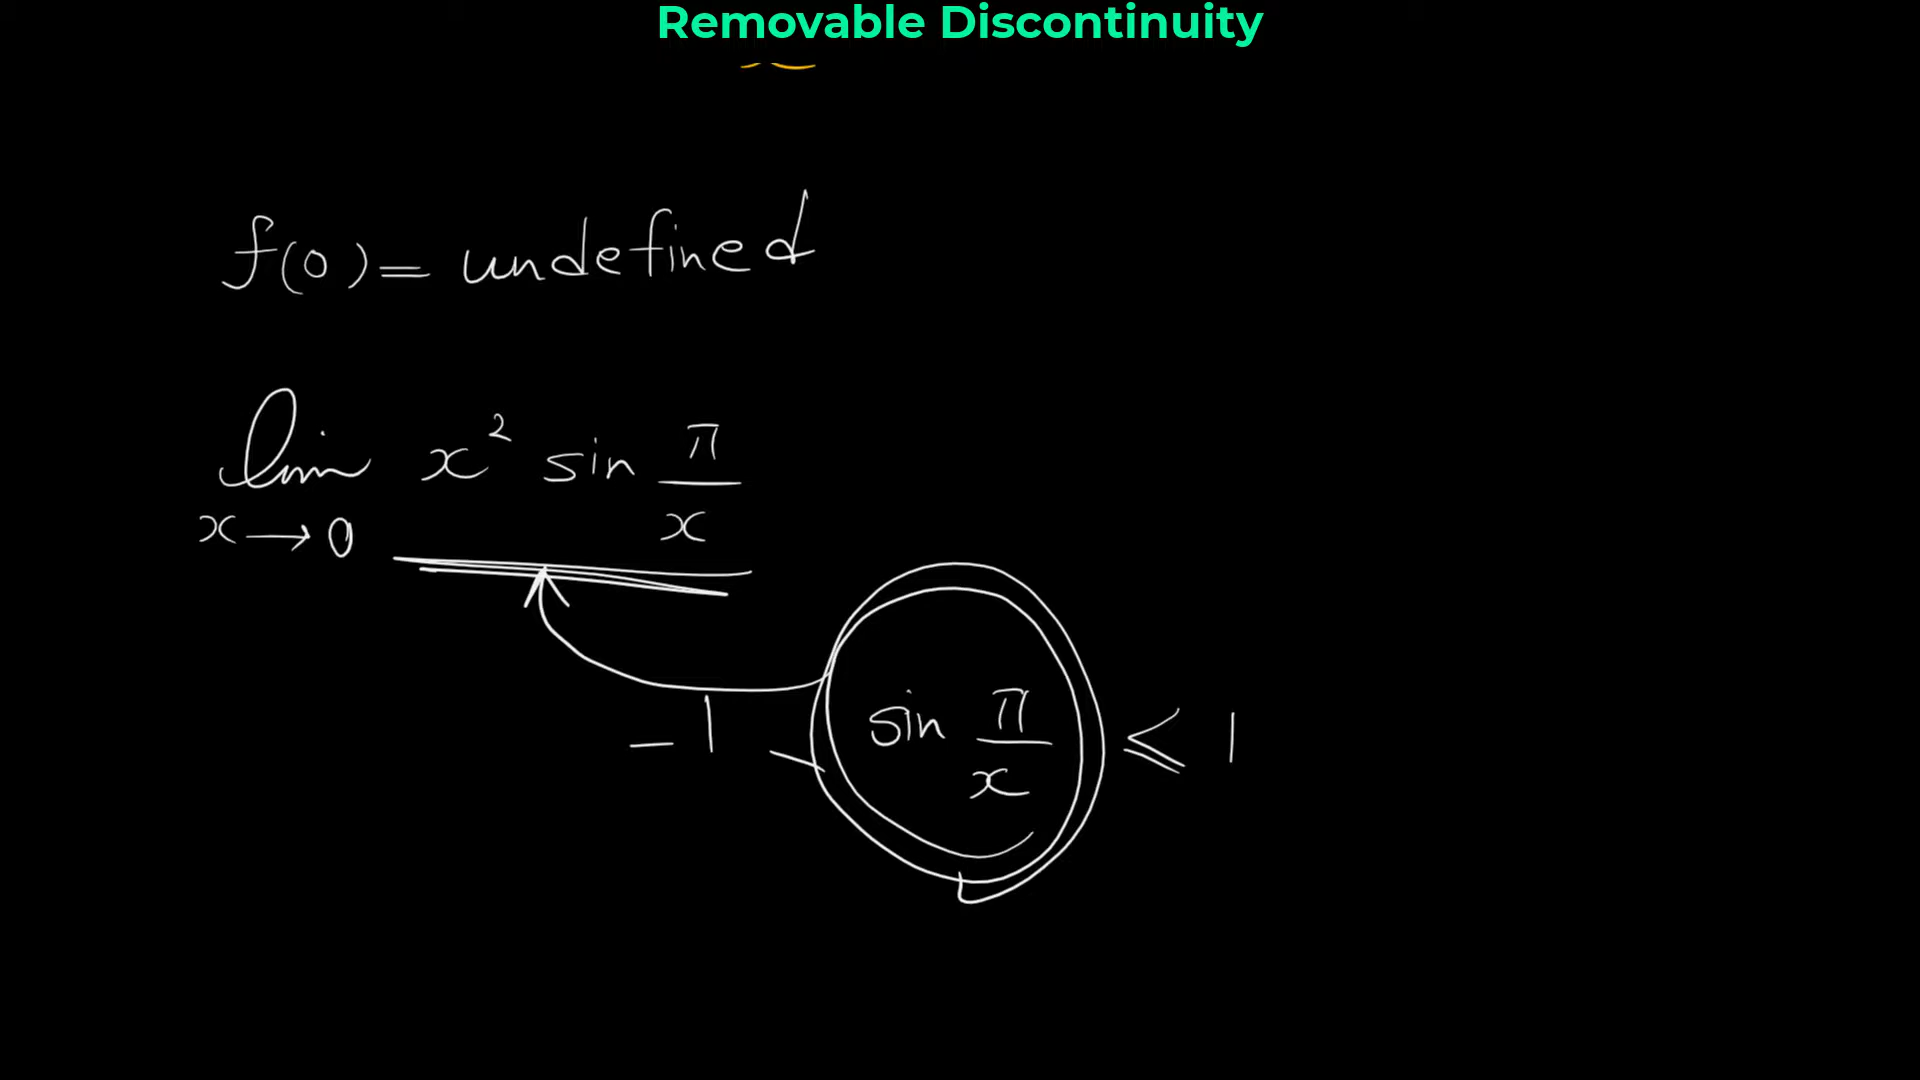 Removable Discontinuity
f(0) = undefined
lim x→0 x² sin π/x
-1 ≤ sin π/x ≤ 1